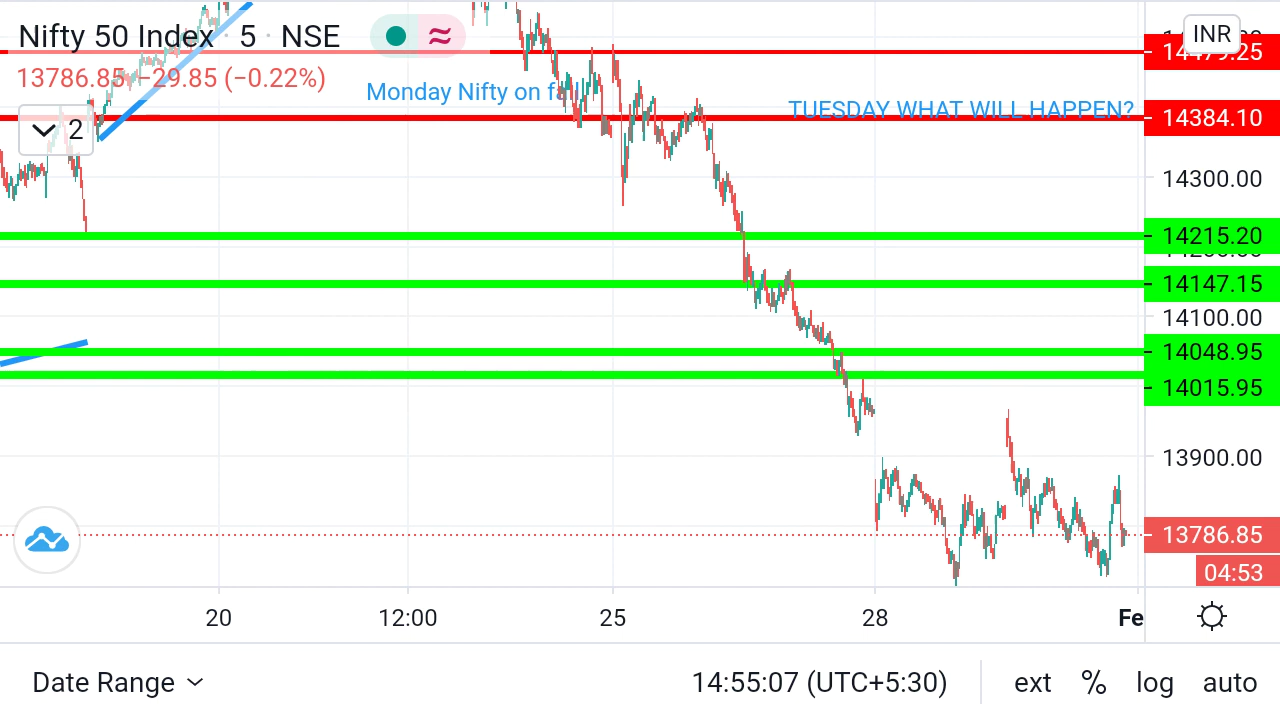 Nifty 50 Index · 5 · NSE
INR
13786.85 −29.85 (−0.22%)
14479.25
Monday Nifty on fa
TUESDAY WHAT WILL HAPPEN?
14384.10
2
14300.00
14215.20
14147.15
14100.00
14048.95
14015.95
13900.00
13786.85
04:53
20 12:00 25 28 Fe
Date Range 14:55:07 (UTC+5:30) ext % log auto